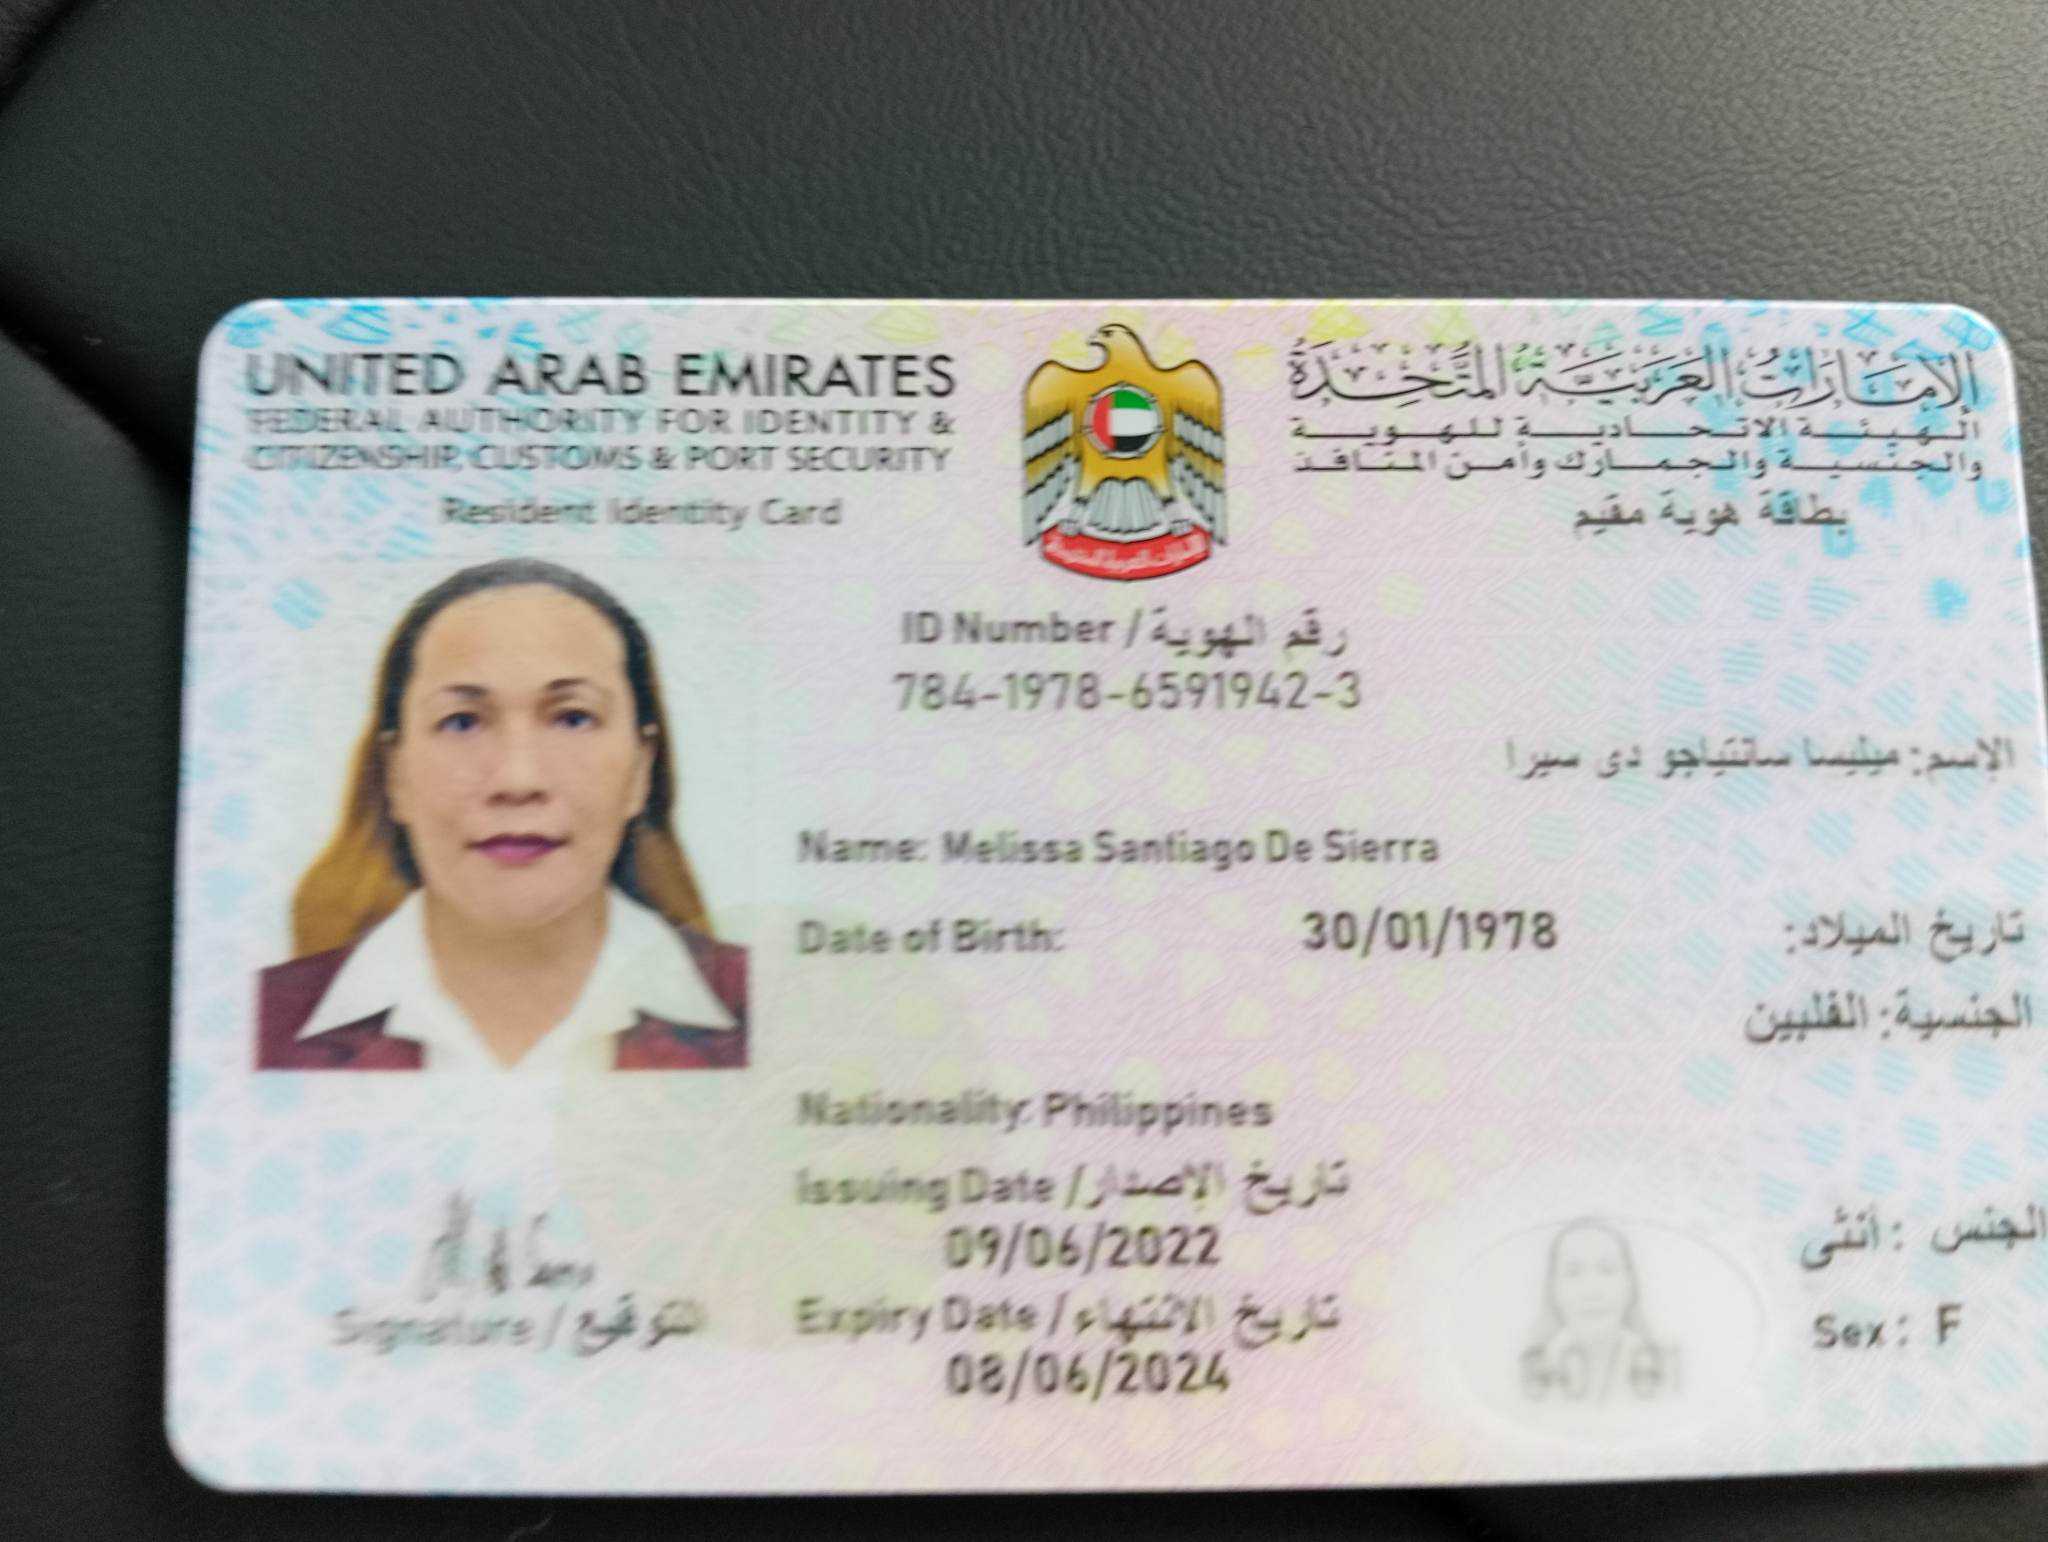 UNITED ARAB EMIRATES
FEDERAL AUTHORITY FOR IDENTITY &
CITIZENSHIP, CUSTOMS & PORT SECURITY
Resident Identity Card
الإمارات العربية المتحدة
الهيئة الاتحادية للهوية
والجنسية والجمارك وأمن المنافذ
بطاقة هوية مقيم
ID Number / رقم الهوية
784-1978-6591942-3
الإسم: ميليسا سانتياجو دى سيرا
Name: Melissa Santiago De Sierra
Date of Birth: 30/01/1978 تاريخ الميلاد:
الجنسية: الفلبين
Nationality: Philippines
Issuing Date / تاريخ الإصدار
09/06/2022
Expiry Date / تاريخ الانتهاء
08/06/2024
الجنس : أنثى
Sex: F
Signature / التوقيع